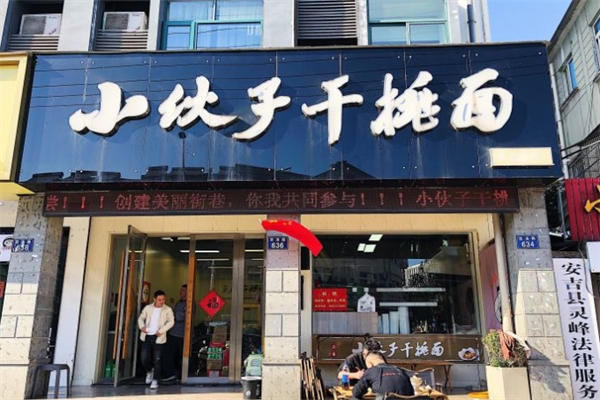 小伙子干挑面
尝！！！创建美丽街巷，你我共同参与！！！小伙子干挑
636
634
福
小伙子干挑面
安吉县灵峰法律服务